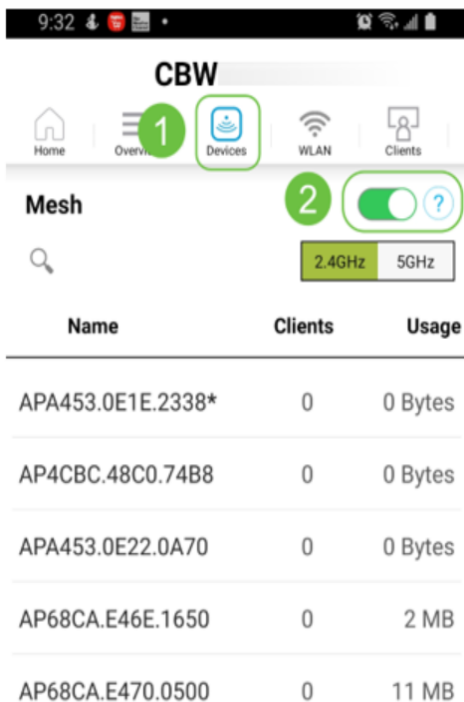 9:32
CBW
1
Home Overvi Devices WLAN Clients
Mesh 2 ?
2.4GHz 5GHz
Name Clients Usage
APA453.0E1E.2338* 0 0 Bytes
AP4CBC.48C0.74B8 0 0 Bytes
APA453.0E22.0A70 0 0 Bytes
AP68CA.E46E.1650 0 2 MB
AP68CA.E470.0500 0 11 MB